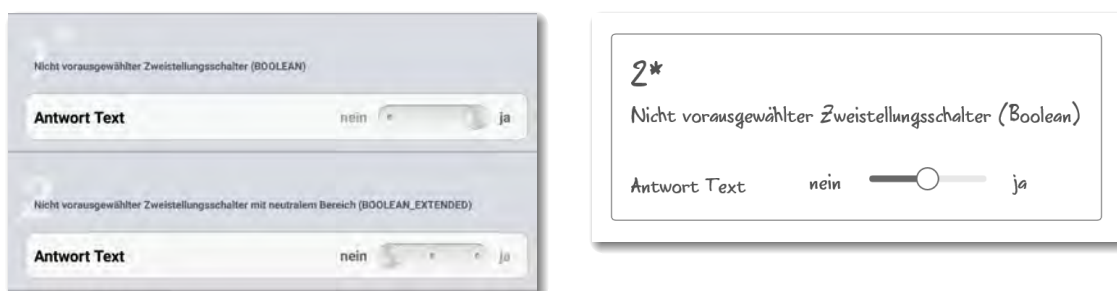 Nicht vorausgewählter Zweistellungsschalter (BOOLEAN)
Antwort Text nein ja
Nicht vorausgewählter Zweistellungsschalter mit neutralem Bereich (BOOLEAN_EXTENDED)
Antwort Text nein ja
2*
Nicht vorausgewählter Zweistellungsschalter (Boolean)
Antwort Text nein ja